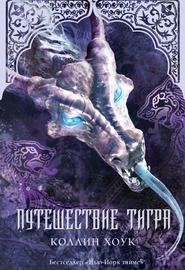 ПУТЕШЕСТВИЕ ТИГРА
КОЛЛИН ХОУК
Бестселлер «Нью-Йорк таймс»